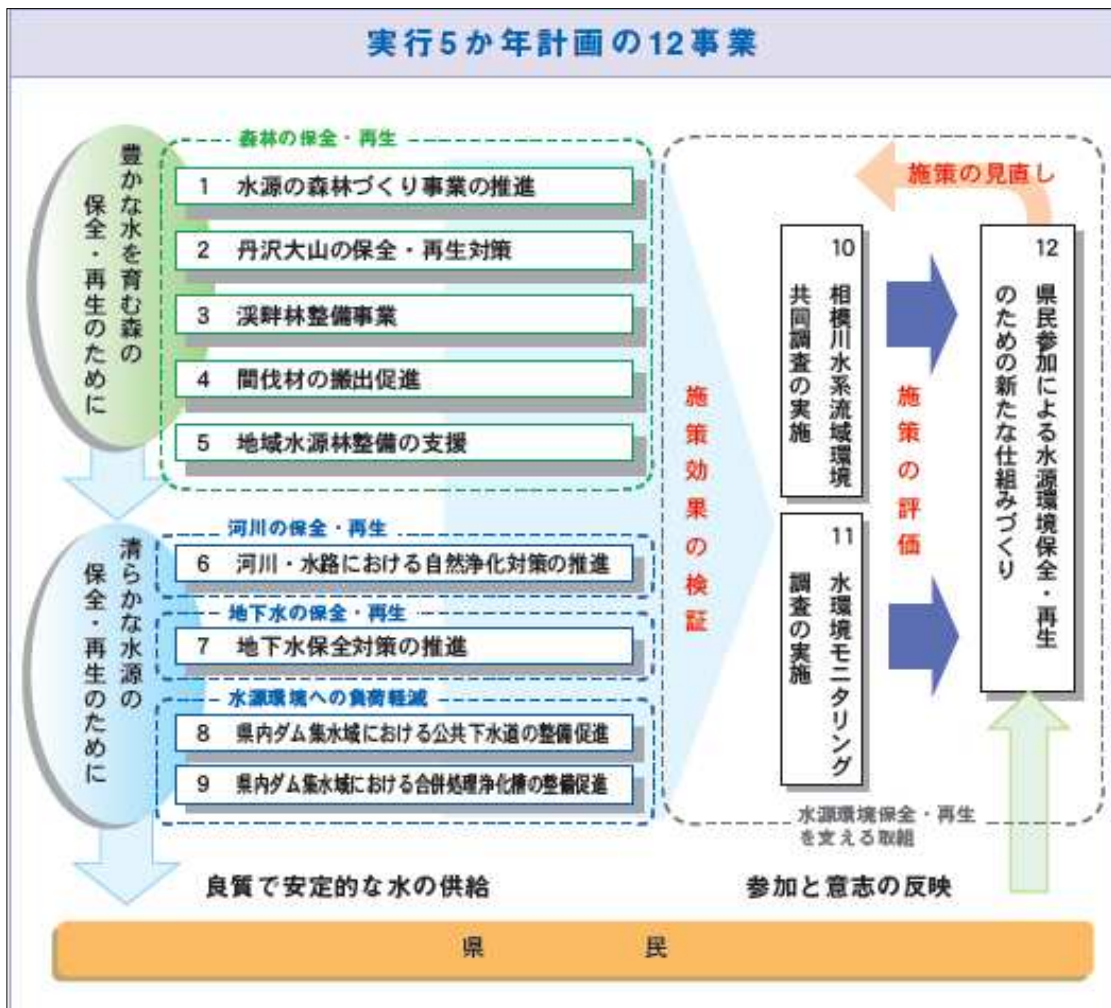 実行5か年計画の12事業
豊かな水を育む森の
保全・再生のために
森林の保全・再生
1 水源の森林づくり事業の推進
2 丹沢大山の保全・再生対策
3 渓畔林整備事業
4 間伐材の搬出促進
5 地域水源林整備の支援
清らかな水源の
保全・再生のために
河川の保全・再生
6 河川・水路における自然浄化対策の推進
地下水の保全・再生
7 地下水保全対策の推進
水源環境への負荷軽減
8 県内ダム集水域における公共下水道の整備促進
9 県内ダム集水域における合併処理浄化槽の整備促進
施策効果の検証
10 相模川水系流域環境
共同調査の実施
11 水環境モニタリング
調査の実施
施策の評価
施策の見直し
12 県民参加による水源環境保全・再生
のための新たな仕組みづくり
水源環境保全・再生
を支える取組
良質で安定的な水の供給
参加と意志の反映
県 民